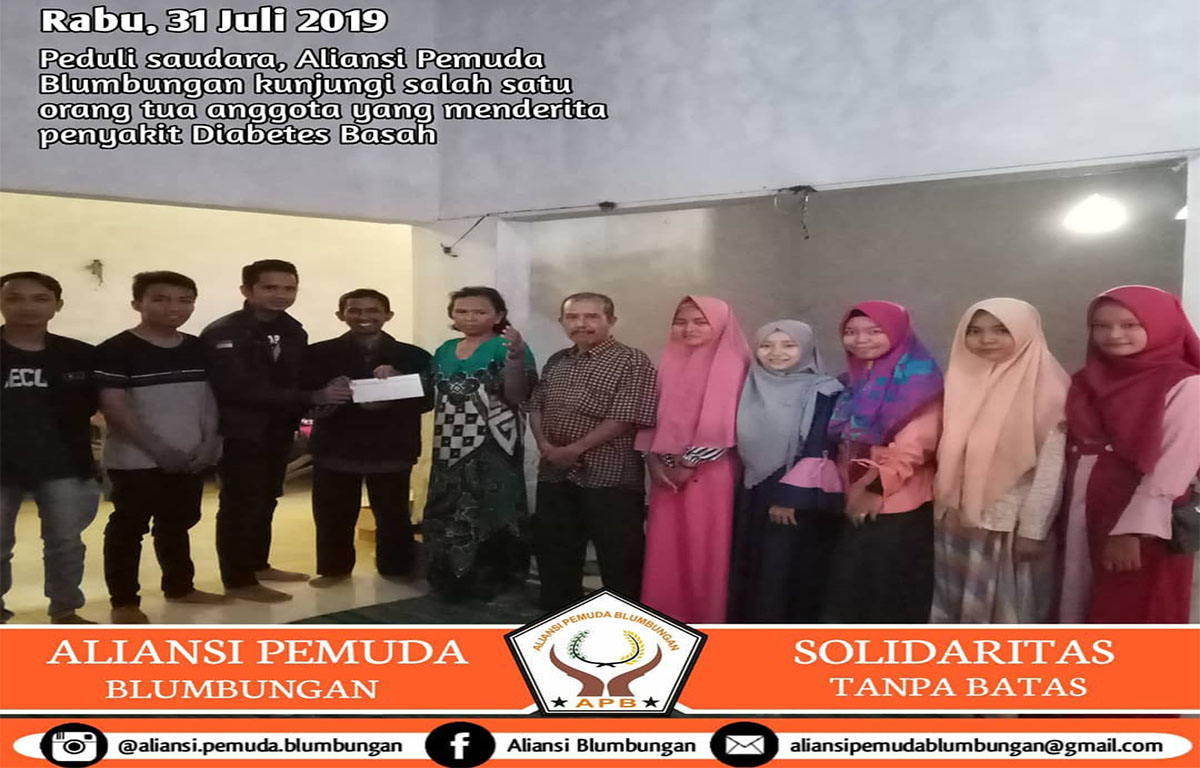 Rabu, 31 Juli 2019
Peduli saudara, Aliansi Pemuda
Blumbungan kunjungi salah satu
orang tua anggota yang menderita
penyakit Diabetes Basah
ECL
ALIANSI PEMUDA
BLUMBUNGAN
ALIANSI PEMUDA BLUMBUNGAN
APB
SOLIDARITAS
TANPA BATAS
@aliansi.pemuda.blumbungan
Aliansi Blumbungan
aliansipemudablumbungan@gmail.com